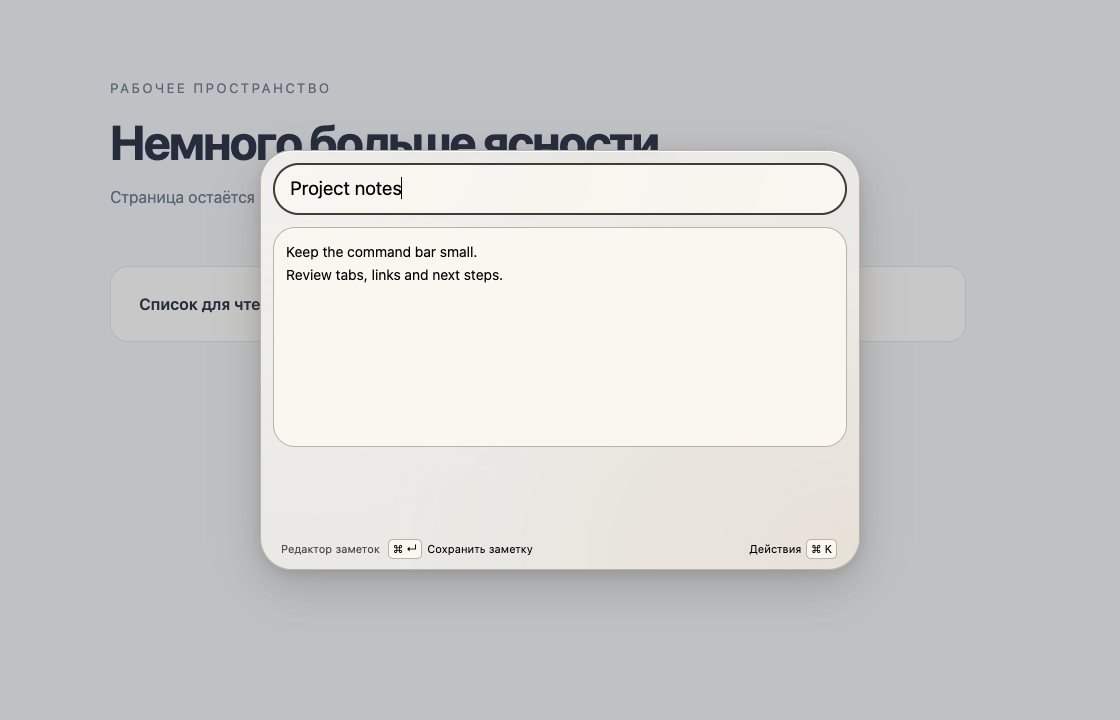 РАБОЧЕЕ ПРОСТРАНСТВО
Немного больше ясности
Страница остаётся
Список для
Project notes
Keep the command bar small.
Review tabs, links and next steps.
Редактор заметок ⌘ ↵ Сохранить заметку
Действия ⌘ K